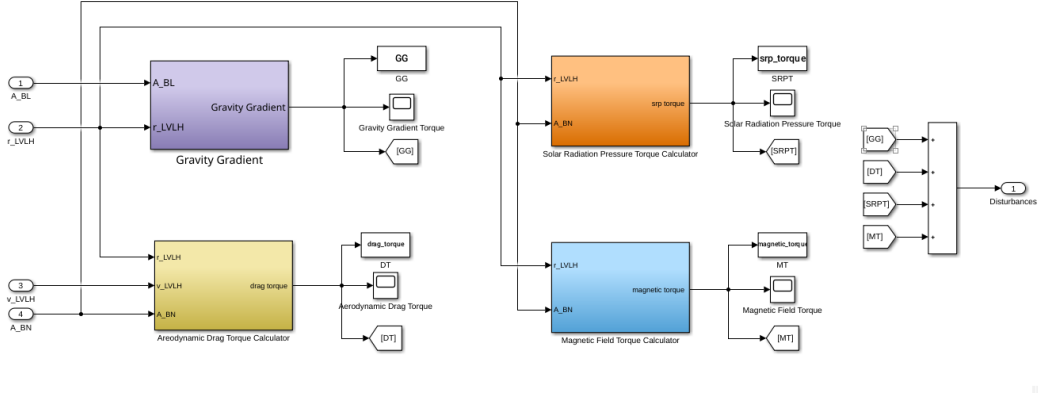 1
A_BL
2
r_LVLH
A_BL
r_LVLH
Gravity Gradient
Gravity Gradient
GG
GG
Gravity Gradient Torque
[GG]
r_LVLH
A_BN
srp torque
Solar Radiation Pressure Torque Calculator
srp_torque
SRPT
Solar Radiation Pressure Torque
[SRPT]
3
v_LVLH
4
A_BN
r_LVLH
v_LVLH
A_BN
drag torque
Areodynamic Drag Torque Calculator
drag_torque
DT
Aerodynamic Drag Torque
[DT]
r_LVLH
A_BN
magnetic torque
Magnetic Field Torque Calculator
magnetic_torque
MT
Magnetic Field Torque
[MT]
[GG]
+
[DT]
+
[SRPT]
+
[MT]
+
1
Disturbances